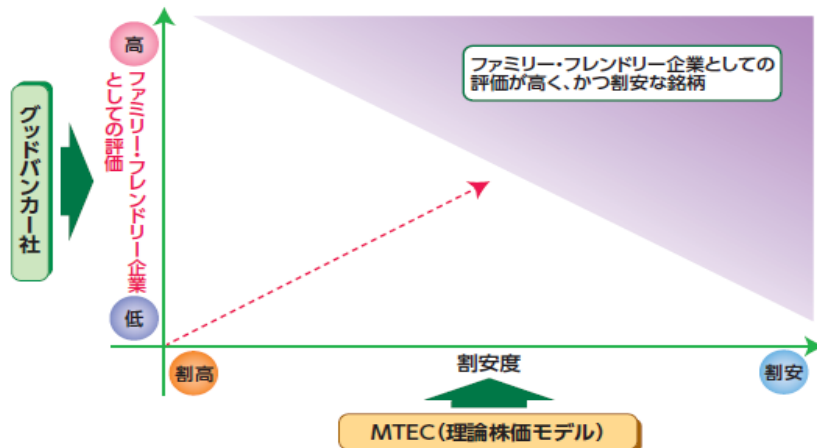 高
ファミリー・フレンドリー企業
としての評価
低
グッドバンカー社
ファミリー・フレンドリー企業としての
評価が高く、かつ割安な銘柄
割高
割安度
割安
MTEC(理論株価モデル)